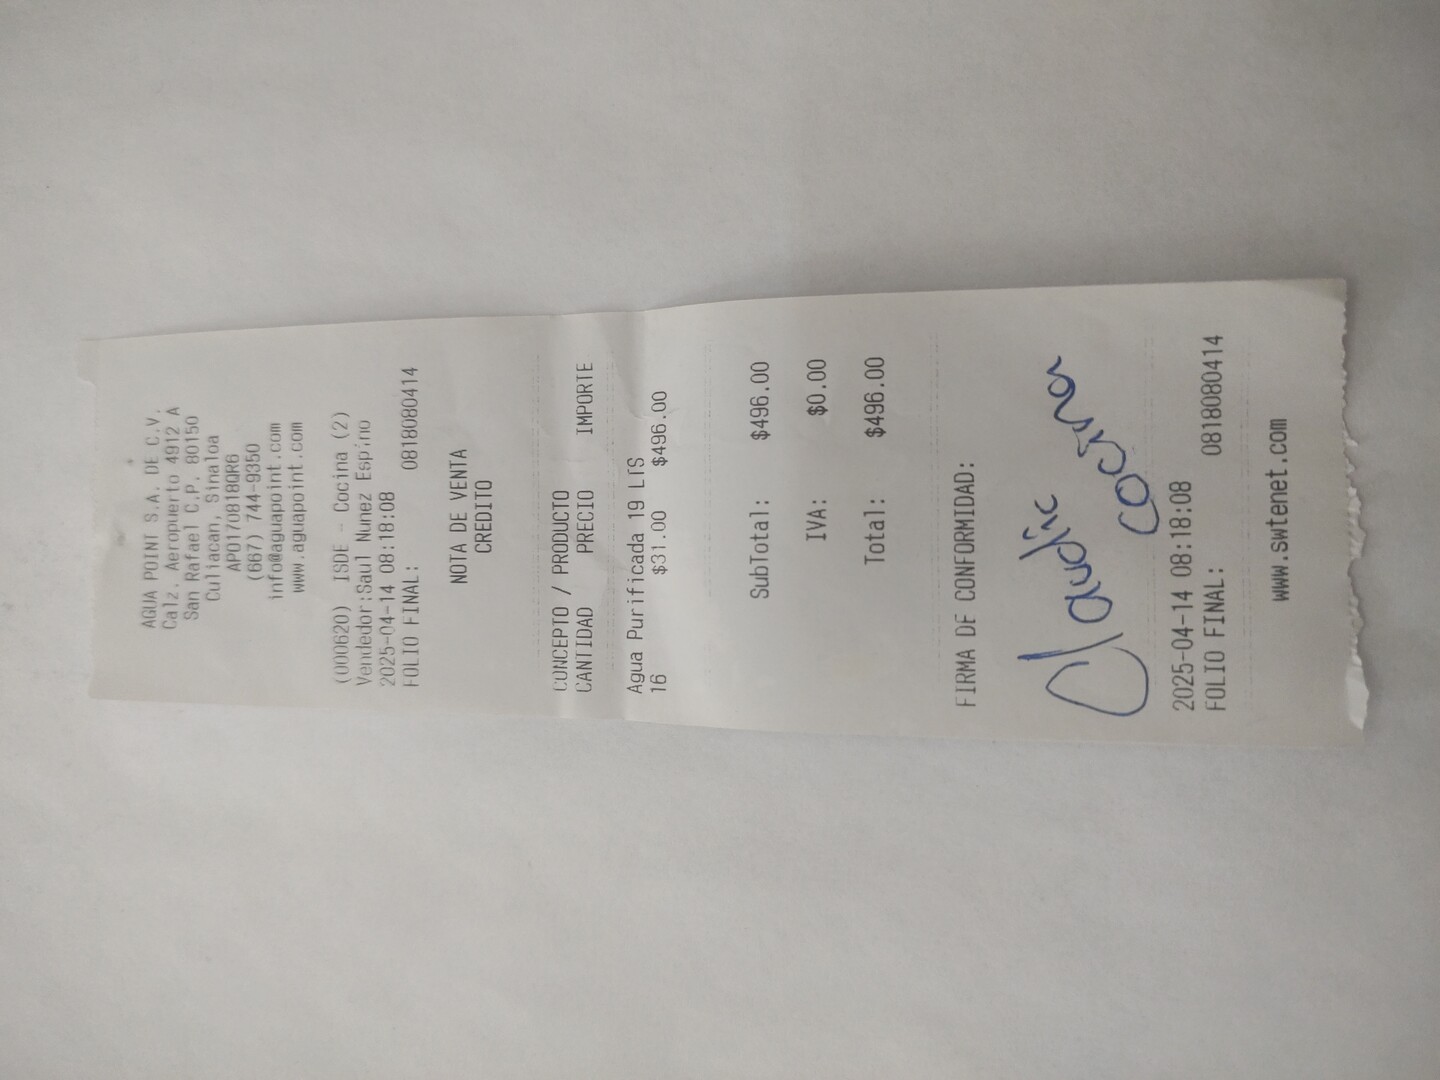 AGUA POINT S.A. DE C.V.
Calz. Aeropuerto 4912 A
San Rafael C.P. 80150
Culiacan, Sinaloa
APO170818QR6
(667) 744-9350
info@aguapoint.com
www.aguapoint.com
(000620) ISDE - Cocina (2)
Vendedor:Saul Nunez Espino
2025-04-14 08:18:08
FOLIO FINAL: 0818080414
NOTA DE VENTA
CREDITO
CONCEPTO / PRODUCTO
CANTIDAD PRECIO IMPORTE
Agua Purificada 19 LTS
16 $31.00 $496.00
SubTotal: $496.00
IVA: $0.00
Total: $496.00
FIRMA DE CONFORMIDAD:
Claudic
cocina
2025-04-14 08:18:08
FOLIO FINAL: 0818080414
www.swtenet.com